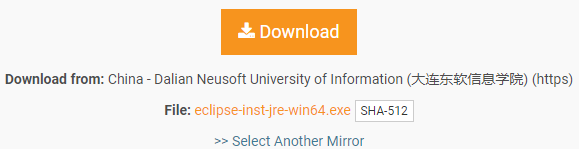 Download
Download from: China - Dalian Neusoft University of Information (大连东软信息学院) (https)
File: eclipse-inst-jre-win64.exe SHA-512
>> Select Another Mirror